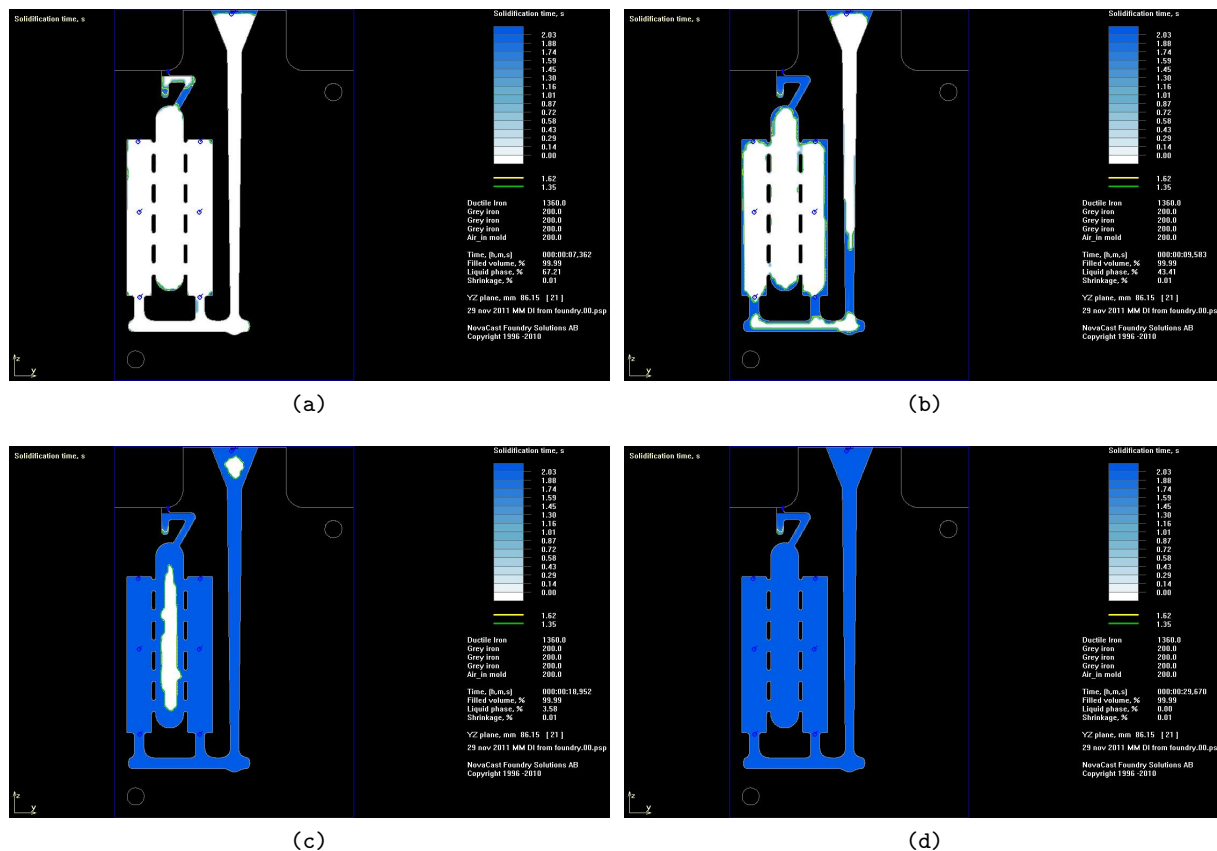 Solidification time, s
Solidification time, s
2.03
1.88
1.74
1.59
1.45
1.30
1.16
1.01
0.87
0.72
0.58
0.43
0.29
0.14
0.00
1.62
1.35
Ductile Iron 1360.0
Grey iron 200.0
Grey iron 200.0
Grey iron 200.0
Air_in mold 200.0
Time, [h,m,s] 000:00:07,362
Filled volume, % 99.99
Liquid phase, % 67.21
Shrinkage, % 0.01
YZ plane, mm 86.15 [ 21 ]
29 nov 2011 MM DI from foundry.00.psp
NovaCast Foundry Solutions AB
Copyright 1996 -2010
z
y
(a)
Solidification time, s
Solidification time, s
2.03
1.88
1.74
1.59
1.45
1.30
1.16
1.01
0.87
0.72
0.58
0.43
0.29
0.14
0.00
1.62
1.35
Ductile Iron 1360.0
Grey iron 200.0
Grey iron 200.0
Grey iron 200.0
Air_in mold 200.0
Time, [h,m,s] 000:00:09,583
Filled volume, % 99.99
Liquid phase, % 43.41
Shrinkage, % 0.01
YZ plane, mm 86.15 [ 21 ]
29 nov 2011 MM DI from foundry.00.psp
NovaCast Foundry Solutions AB
Copyright 1996 -2010
z
y
(b)
Solidification time, s
Solidification time, s
2.03
1.88
1.74
1.59
1.45
1.30
1.16
1.01
0.87
0.72
0.58
0.43
0.29
0.14
0.00
1.62
1.35
Ductile Iron 1360.0
Grey iron 200.0
Grey iron 200.0
Grey iron 200.0
Air_in mold 200.0
Time, [h,m,s] 000:00:18,952
Filled volume, % 99.99
Liquid phase, % 3.58
Shrinkage, % 0.01
YZ plane, mm 86.15 [ 21 ]
29 nov 2011 MM DI from foundry.00.psp
NovaCast Foundry Solutions AB
Copyright 1996 -2010
z
y
(c)
Solidification time, s
Solidification time, s
2.03
1.88
1.74
1.59
1.45
1.30
1.16
1.01
0.87
0.72
0.58
0.43
0.29
0.14
0.00
1.62
1.35
Ductile Iron 1360.0
Grey iron 200.0
Grey iron 200.0
Grey iron 200.0
Air_in mold 200.0
Time, [h,m,s] 000:00:29,670
Filled volume, % 99.99
Liquid phase, % 0.00
Shrinkage, % 0.01
YZ plane, mm 86.15 [ 21 ]
29 nov 2011 MM DI from foundry.00.psp
NovaCast Foundry Solutions AB
Copyright 1996 -2010
z
y
(d)